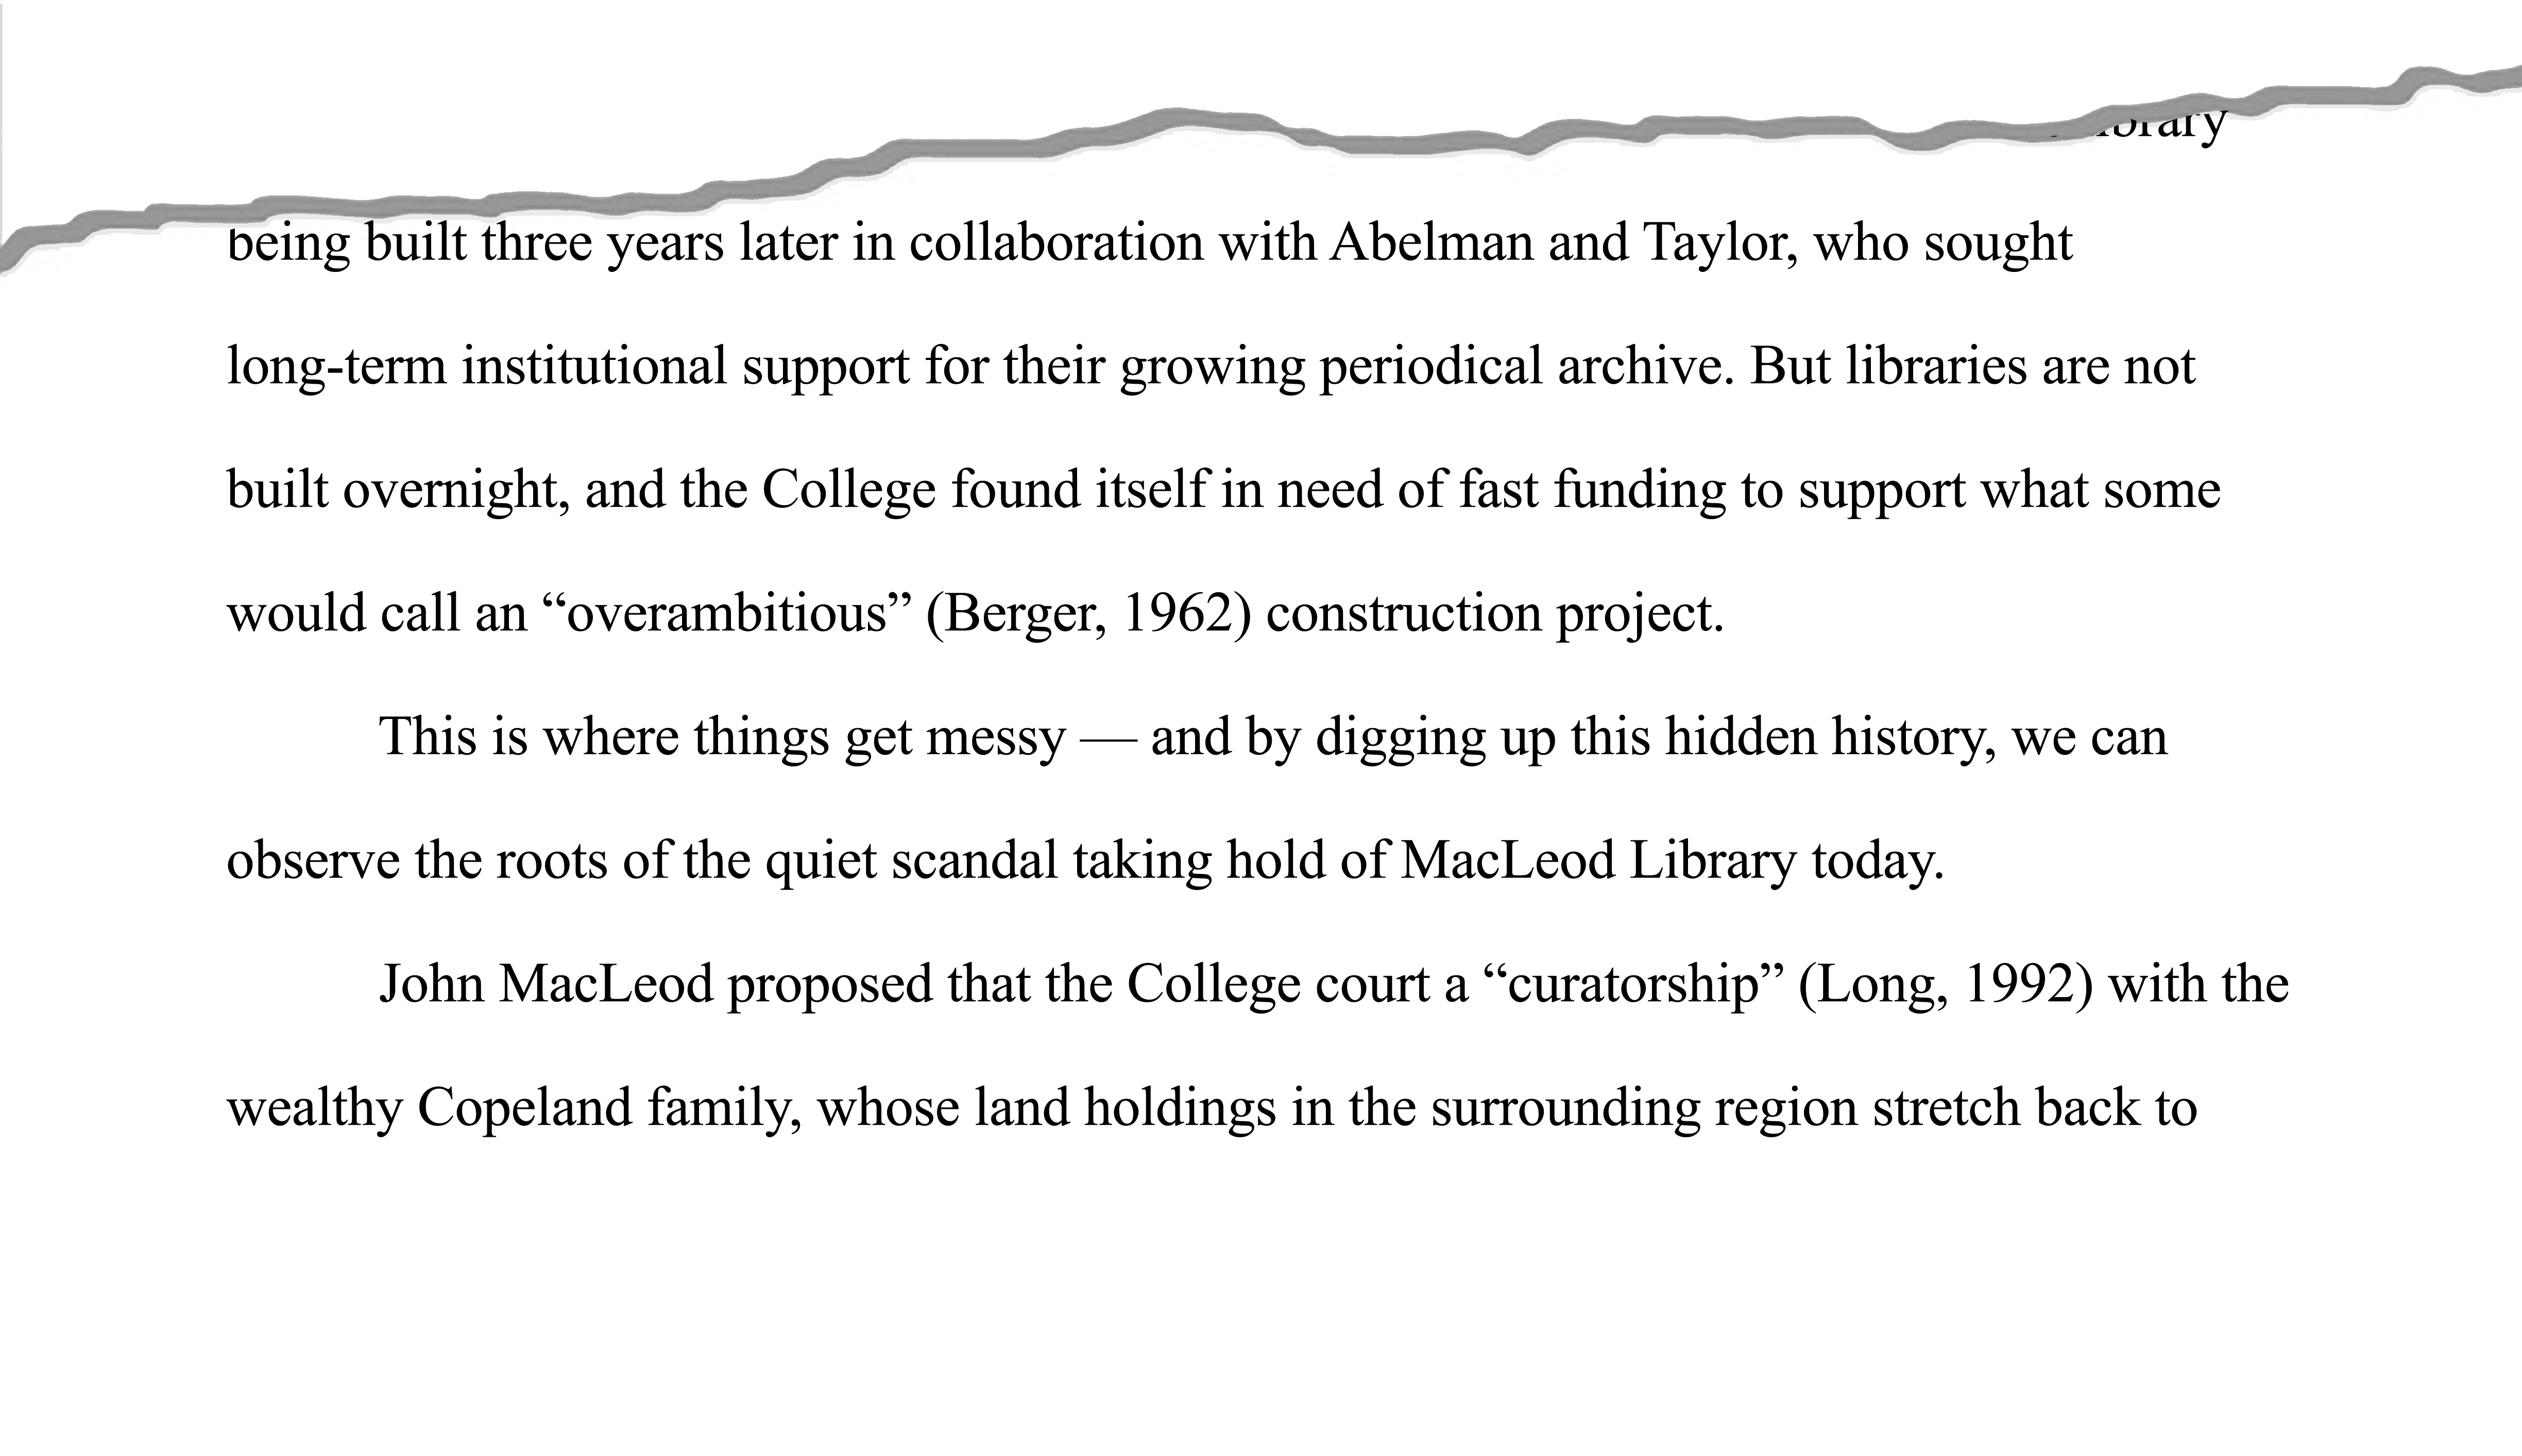 being built three years later in collaboration with Abelman and Taylor, who sought
long-term institutional support for their growing periodical archive. But libraries are not
built overnight, and the College found itself in need of fast funding to support what some
would call an “overambitious” (Berger, 1962) construction project.
This is where things get messy — and by digging up this hidden history, we can
observe the roots of the quiet scandal taking hold of MacLeod Library today.
John MacLeod proposed that the College court a “curatorship” (Long, 1992) with the
wealthy Copeland family, whose land holdings in the surrounding region stretch back to